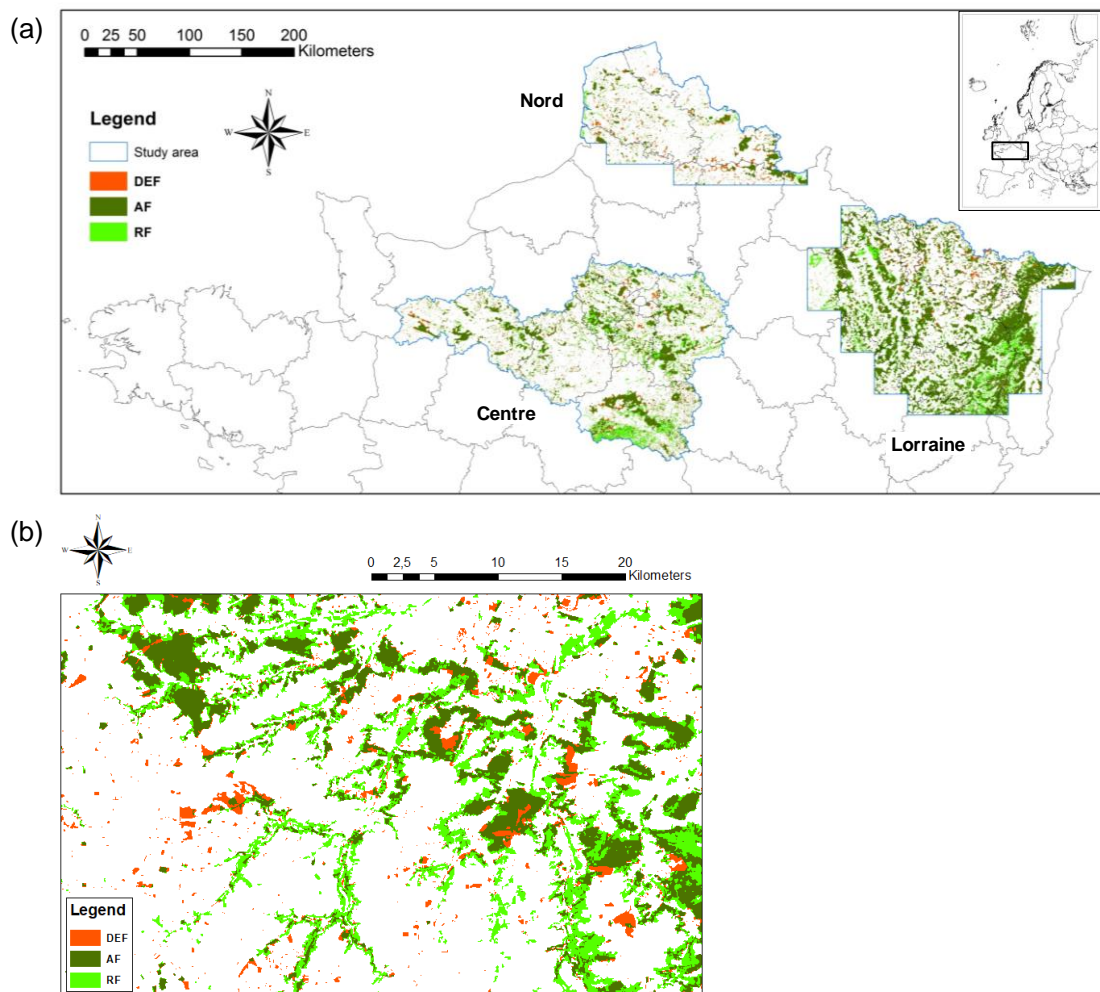 (a)
0 25 50 100 150 200
Kilometers
N
W E
S
Legend
Study area
DEF
AF
RF
Nord
Centre
Lorraine
(b)
N
W E
S
0 2,5 5 10 15 20
Kilometers
Legend
DEF
AF
RF